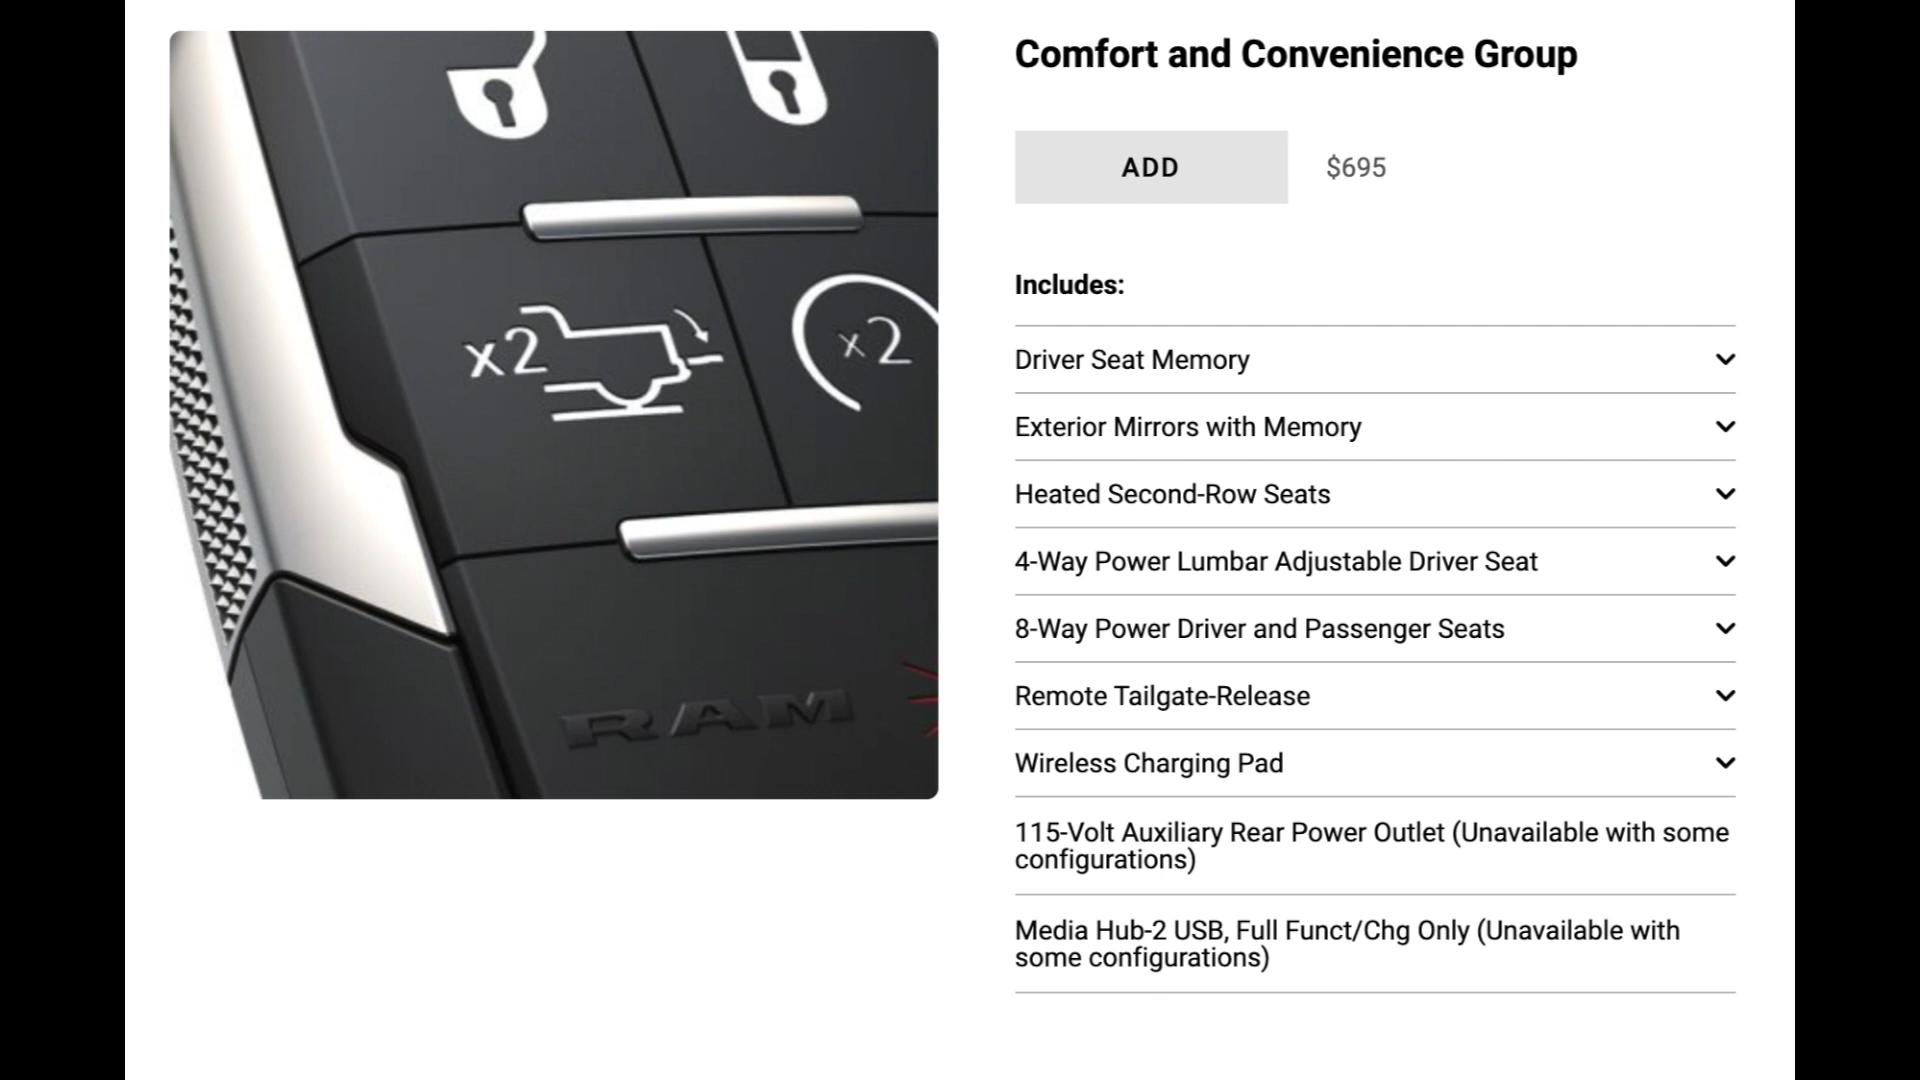 Comfort and Convenience Group
ADD $695
Includes:
Driver Seat Memory
Exterior Mirrors with Memory
Heated Second-Row Seats
4-Way Power Lumbar Adjustable Driver Seat
8-Way Power Driver and Passenger Seats
Remote Tailgate-Release
Wireless Charging Pad
115-Volt Auxiliary Rear Power Outlet (Unavailable with some
configurations)
Media Hub-2 USB, Full Funct/Chg Only (Unavailable with
some configurations)
x2
x2
RAM